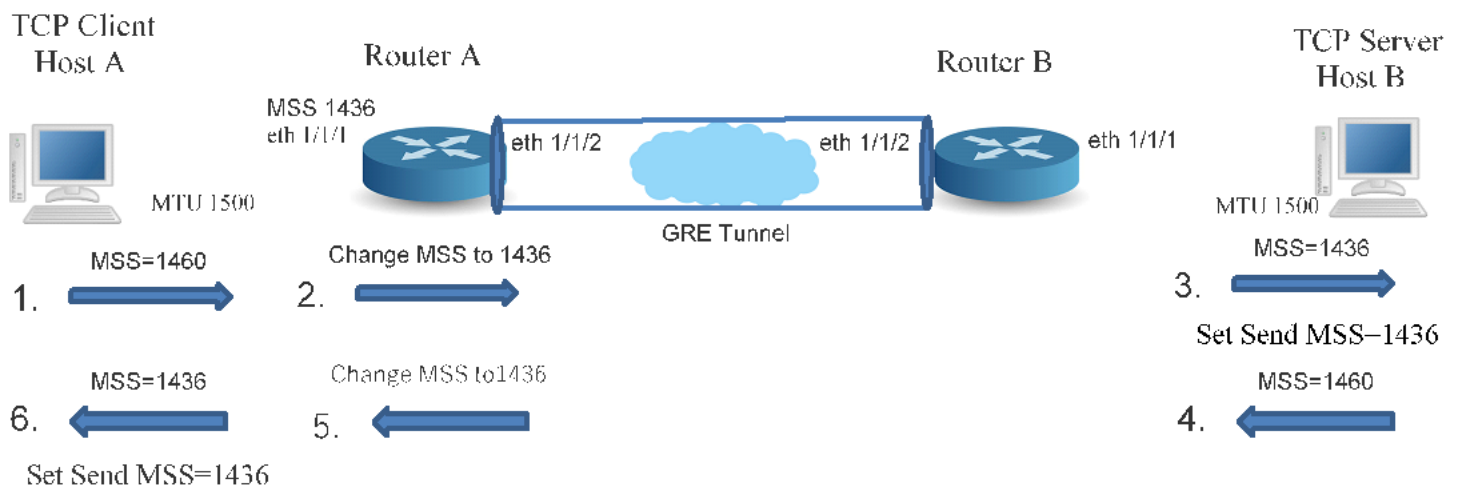 TCP Client
Host A
Router A
Router B
TCP Server
Host B
MSS 1436
eth 1/1/1
eth 1/1/2
eth 1/1/2
eth 1/1/1
MTU 1500
MTU 1500
GRE Tunnel
MSS=1460
1.
Change MSS to 1436
2.
MSS=1436
3.
Set Send MSS=1436
MSS=1436
6.
Set Send MSS=1436
Change MSS to1436
5.
MSS=1460
4.